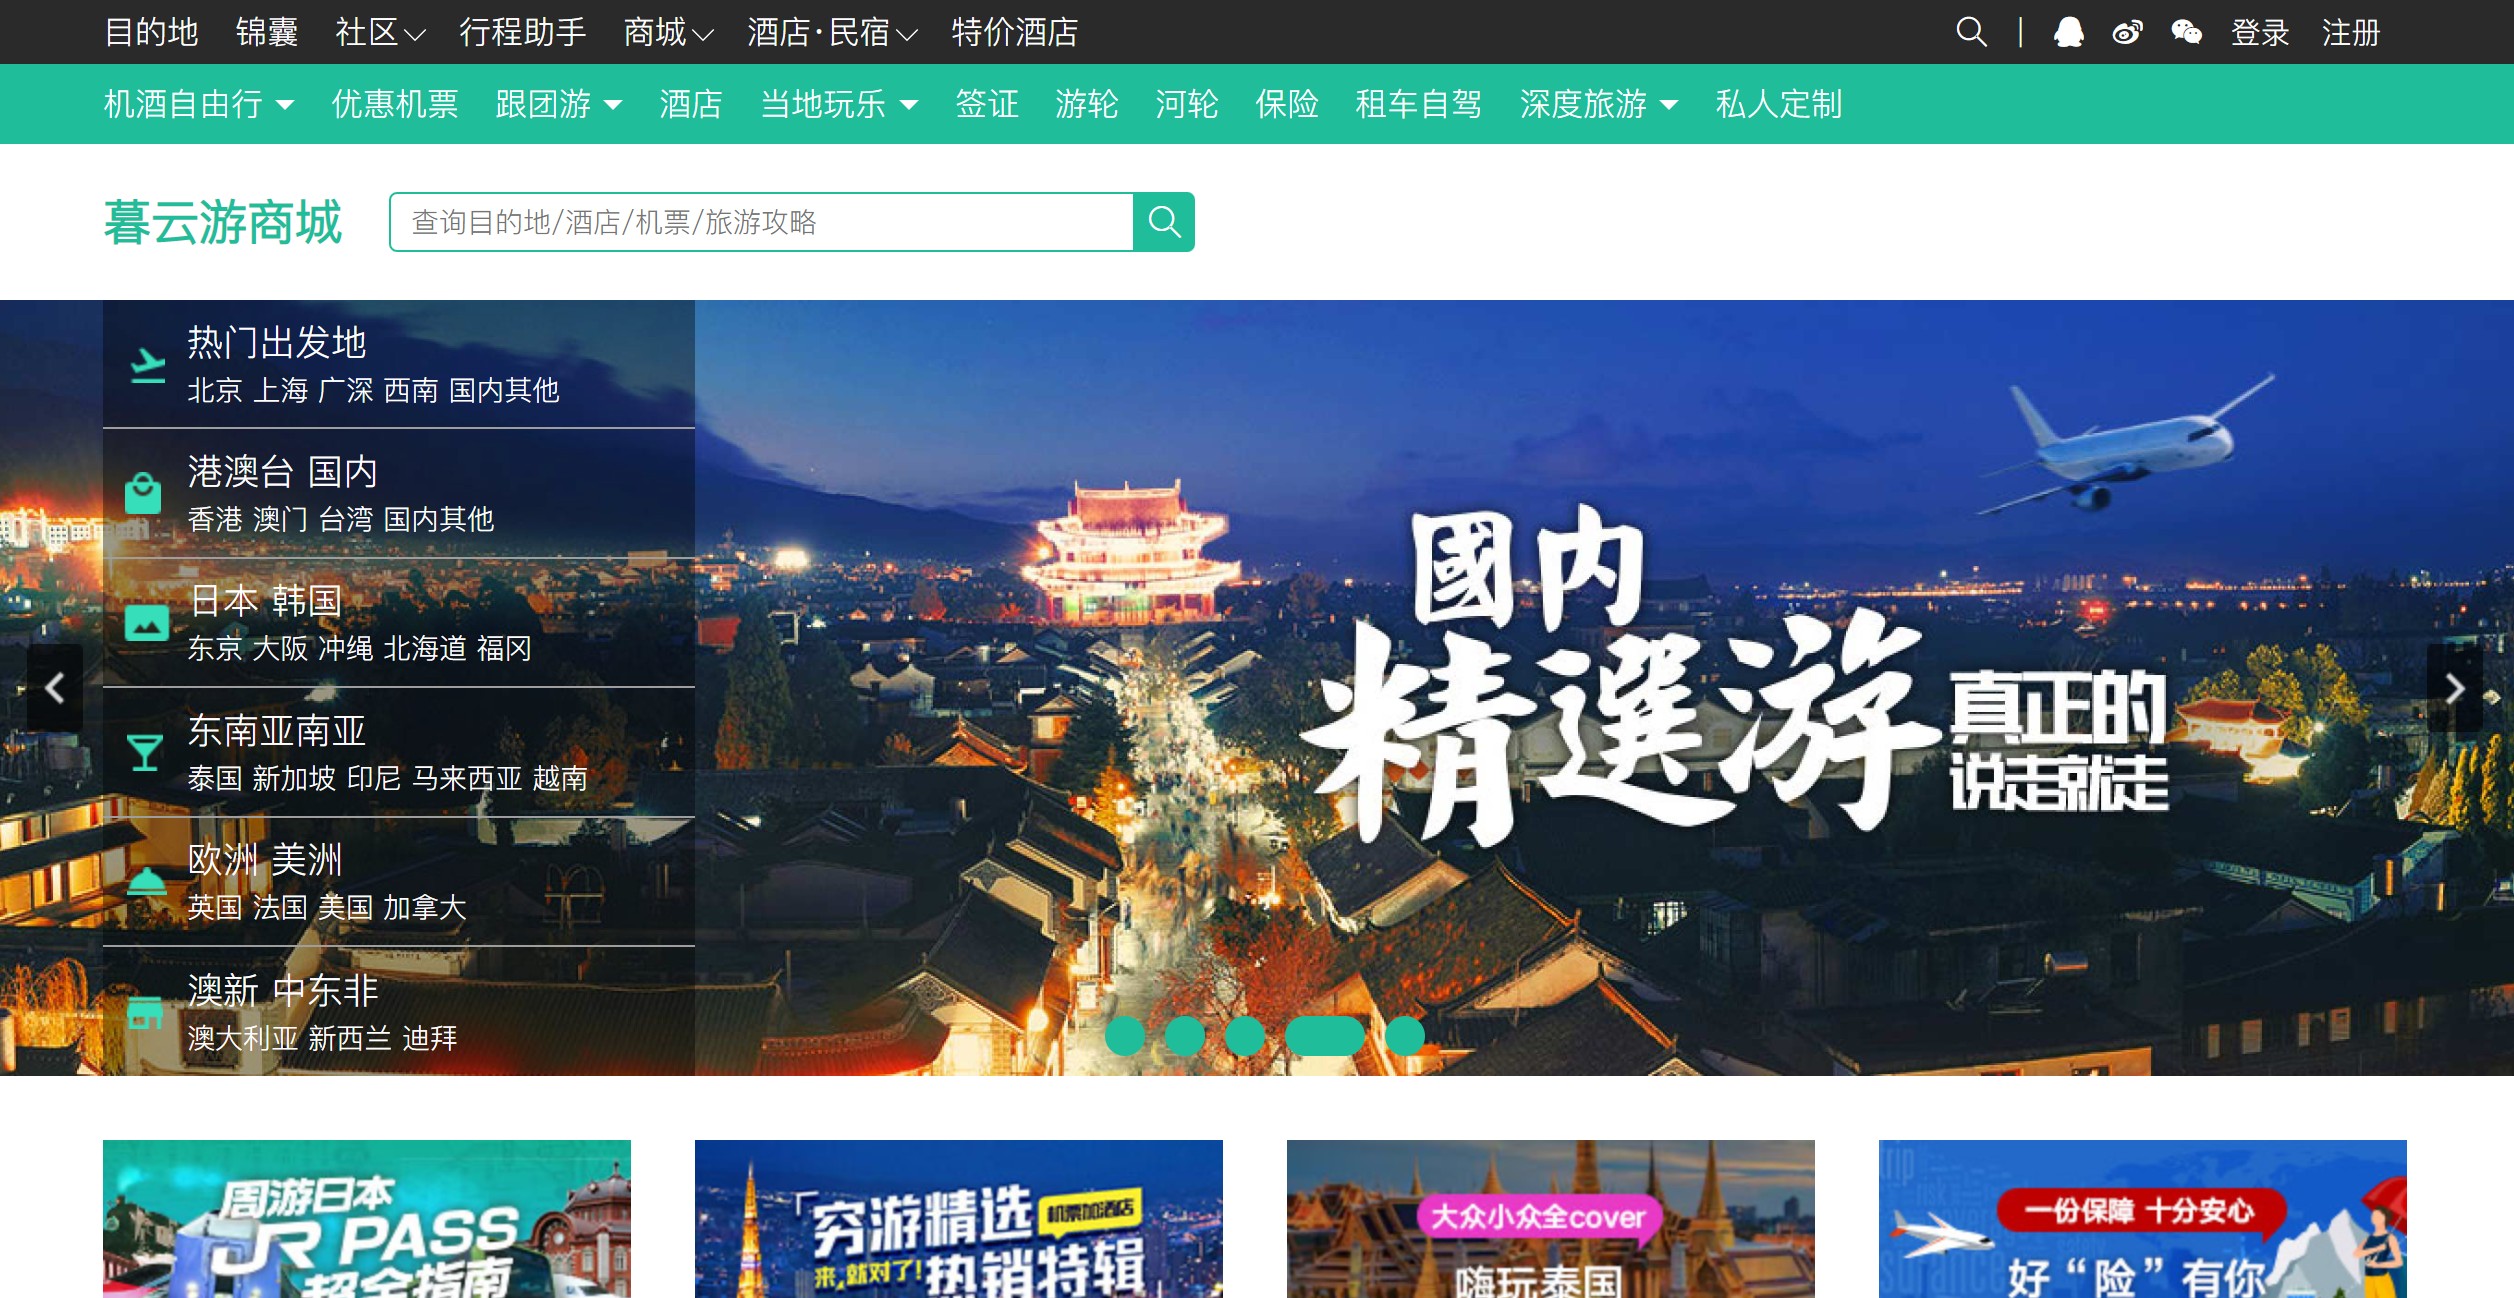 目的地 锦囊 社区 行程助手 商城 酒店·民宿 特价酒店 登录 注册
机酒自由行 优惠机票 跟团游 酒店 当地玩乐 签证 游轮 河轮 保险 租车自驾 深度旅游 私人定制
暮云游商城
查询目的地/酒店/机票/旅游攻略
热门出发地
北京 上海 广深 西南 国内其他
港澳台 国内
香港 澳门 台湾 国内其他
日本 韩国
东京 大阪 冲绳 北海道 福冈
东南亚南亚
泰国 新加坡 印尼 马来西亚 越南
欧洲 美洲
英国 法国 美国 加拿大
澳新 中东非
澳大利亚 新西兰 迪拜
國内
精選游
真正的
说走就走
周游日本
JR PASS
超全指南
「穷游精选
机票加酒店
来,就对了!
热销特辑
大众小众全cover
嗨玩泰国
一份保障 十分安心
好“险”有你
trip